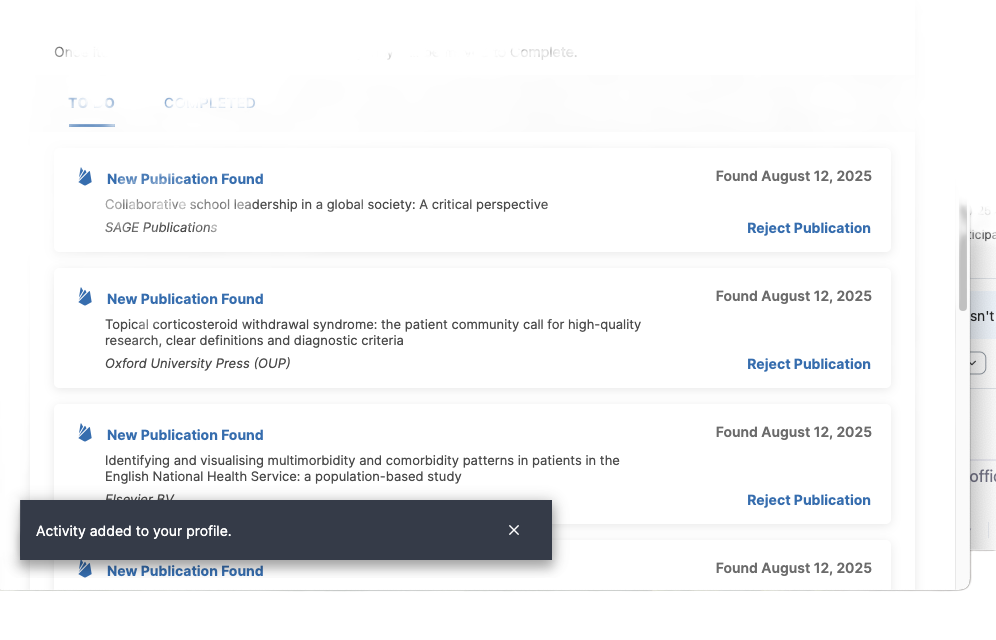 Complete.
TO DO
COMPLETED
New Publication Found
Found August 12, 2025
Collaborative school leadership in a global society: A critical perspective
SAGE Publications
Reject Publication
New Publication Found
Found August 12, 2025
Topical corticosteroid withdrawal syndrome: the patient community call for high-quality
research, clear definitions and diagnostic criteria
Oxford University Press (OUP)
Reject Publication
New Publication Found
Found August 12, 2025
Identifying and visualising multimorbidity and comorbidity patterns in patients in the
English National Health Service: a population-based study
Elsevier BV
Reject Publication
Activity added to your profile.
New Publication Found
Found August 12, 2025
sn't